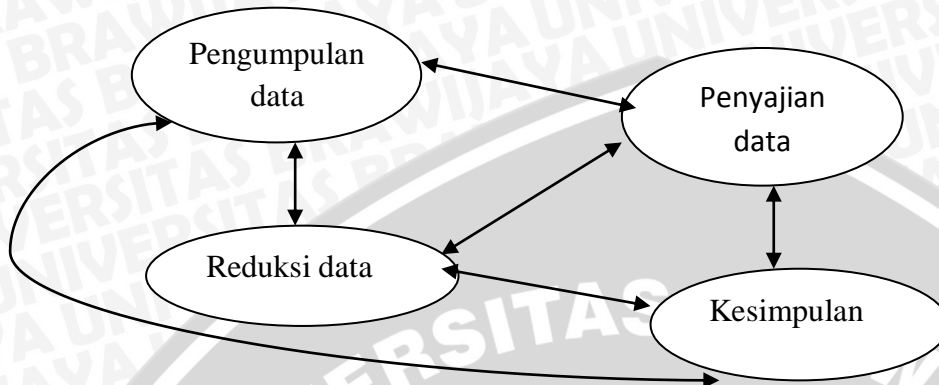 Pengumpulan
data
Penyajian
data
Reduksi data
Kesimpulan